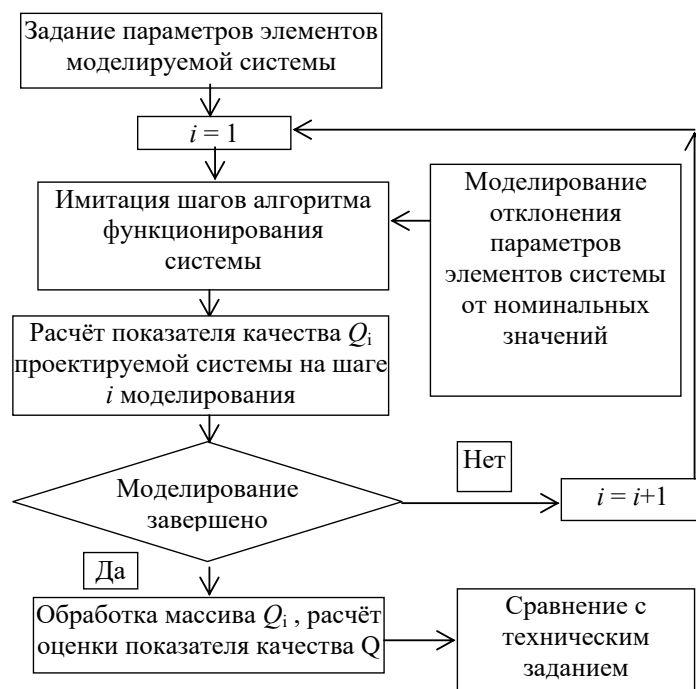 Задание параметров элементов
моделируемой системы
i = 1
Имитация шагов алгоритма
функционирования
системы
Моделирование
отклонения
параметров
элементов системы
от номинальных
значений
Расчёт показателя качества Qi
проектируемой системы на шаге
i моделирования
Моделирование
завершено
Нет
i = i+1
Да
Обработка массива Qi , расчёт
оценки показателя качества Q
Сравнение с
техническим
заданием